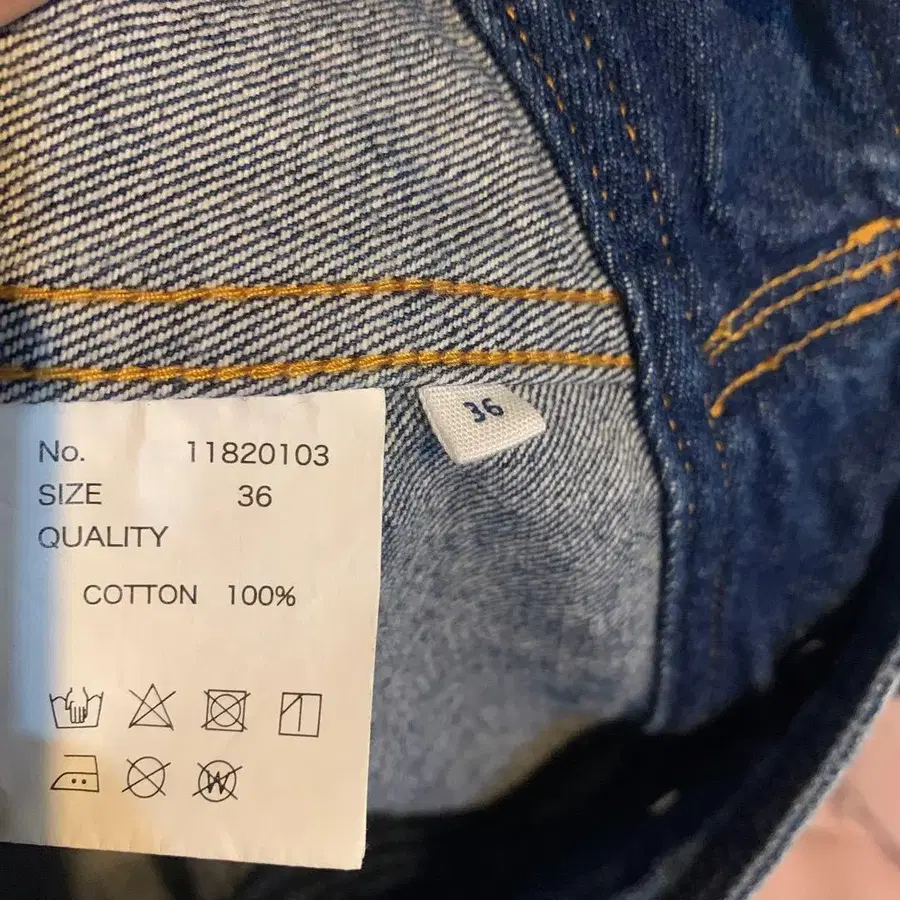 36
No. 11820103
SIZE 36
QUALITY
COTTON 100%
W